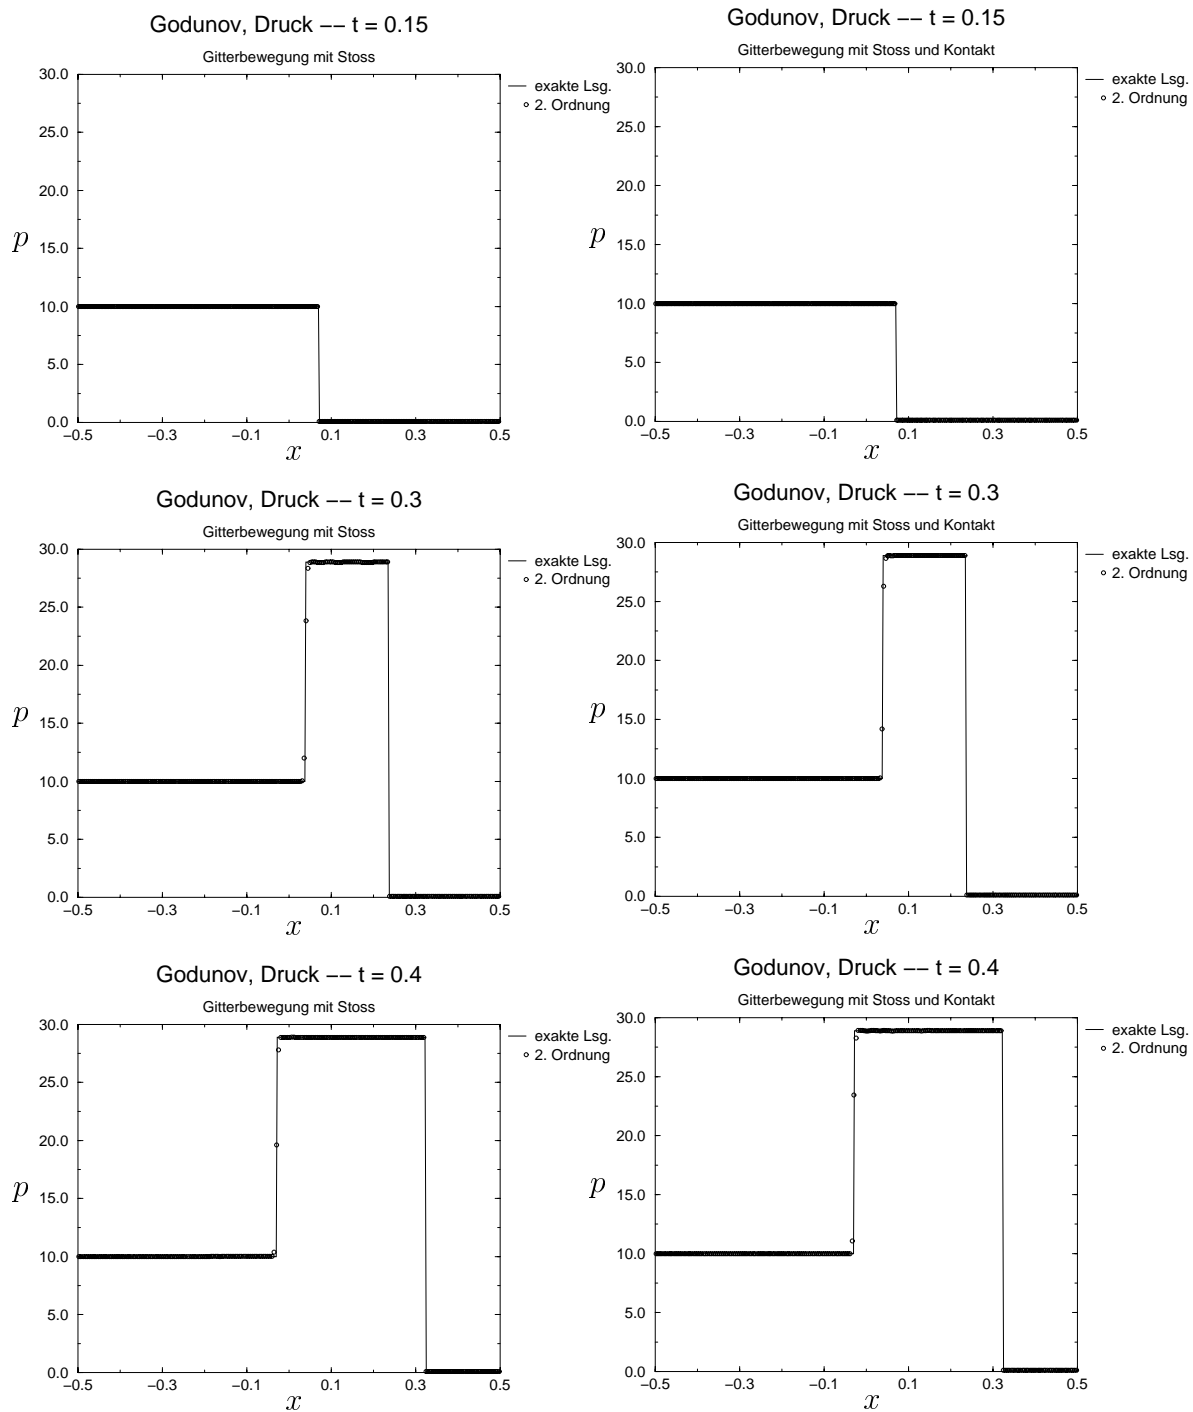 Godunov, Druck −− t = 0.15
Gitterbewegung mit Stoss
30.0
25.0
20.0
15.0
10.0
5.0
0.0
−0.5
−0.3
−0.1
0.1
0.3
0.5
p
x
exakte Lsg.
2. Ordnung
Godunov, Druck −− t = 0.15
Gitterbewegung mit Stoss und Kontakt
30.0
25.0
20.0
15.0
10.0
5.0
0.0
−0.5
−0.3
−0.1
0.1
0.3
0.5
p
x
exakte Lsg.
2. Ordnung
Godunov, Druck −− t = 0.3
Gitterbewegung mit Stoss
30.0
25.0
20.0
15.0
10.0
5.0
0.0
−0.5
−0.3
−0.1
0.1
0.3
0.5
p
x
exakte Lsg.
2. Ordnung
Godunov, Druck −− t = 0.3
Gitterbewegung mit Stoss und Kontakt
30.0
25.0
20.0
15.0
10.0
5.0
0.0
−0.5
−0.3
−0.1
0.1
0.3
0.5
p
x
exakte Lsg.
2. Ordnung
Godunov, Druck −− t = 0.4
Gitterbewegung mit Stoss
30.0
25.0
20.0
15.0
10.0
5.0
0.0
−0.5
−0.3
−0.1
0.1
0.3
0.5
p
x
exakte Lsg.
2. Ordnung
Godunov, Druck −− t = 0.4
Gitterbewegung mit Stoss und Kontakt
30.0
25.0
20.0
15.0
10.0
5.0
0.0
−0.5
−0.3
−0.1
0.1
0.3
0.5
p
x
exakte Lsg.
2. Ordnung